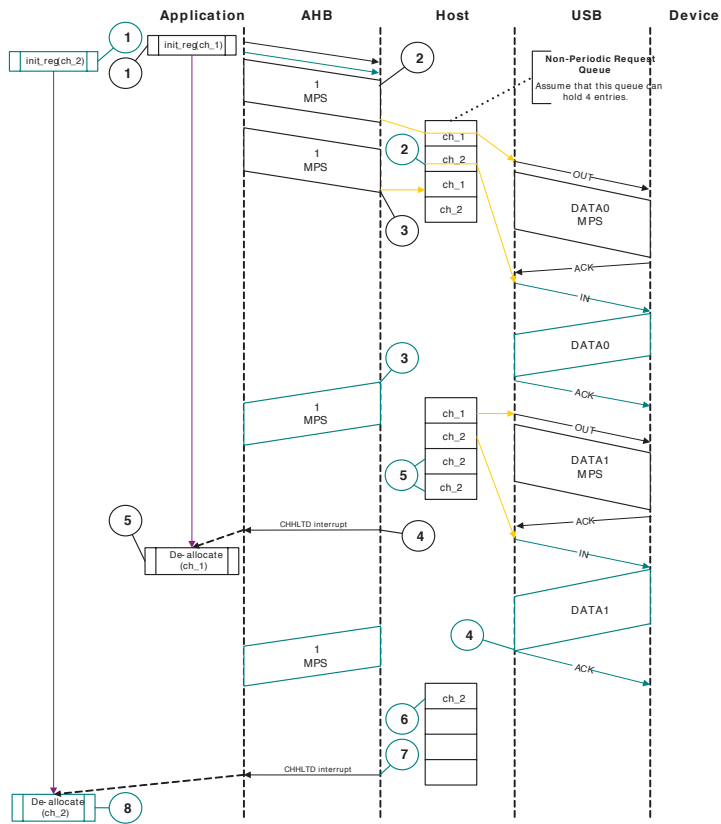 Application
AHB
Host
USB
Device
1
init_reg(ch_1)
init_reg(ch_2)
1
2
Non-Periodic Request
Queue
Assume that this queue can
hold 4 entries.
1
MPS
ch_1
2
ch_2
1
MPS
ch_1
ch_2
OUT
3
DATA0
MPS
ACK
IN
DATA0
3
ACK
1
MPS
ch_1
OUT
ch_2
ch_2
5
ch_2
DATA1
MPS
5
CHHLTD interrupt
4
ACK
De-allocate
(ch_1)
IN
DATA1
1
MPS
4
ACK
ch_2
6
7
CHHLTD interrupt
De-allocate
(ch_2)
8